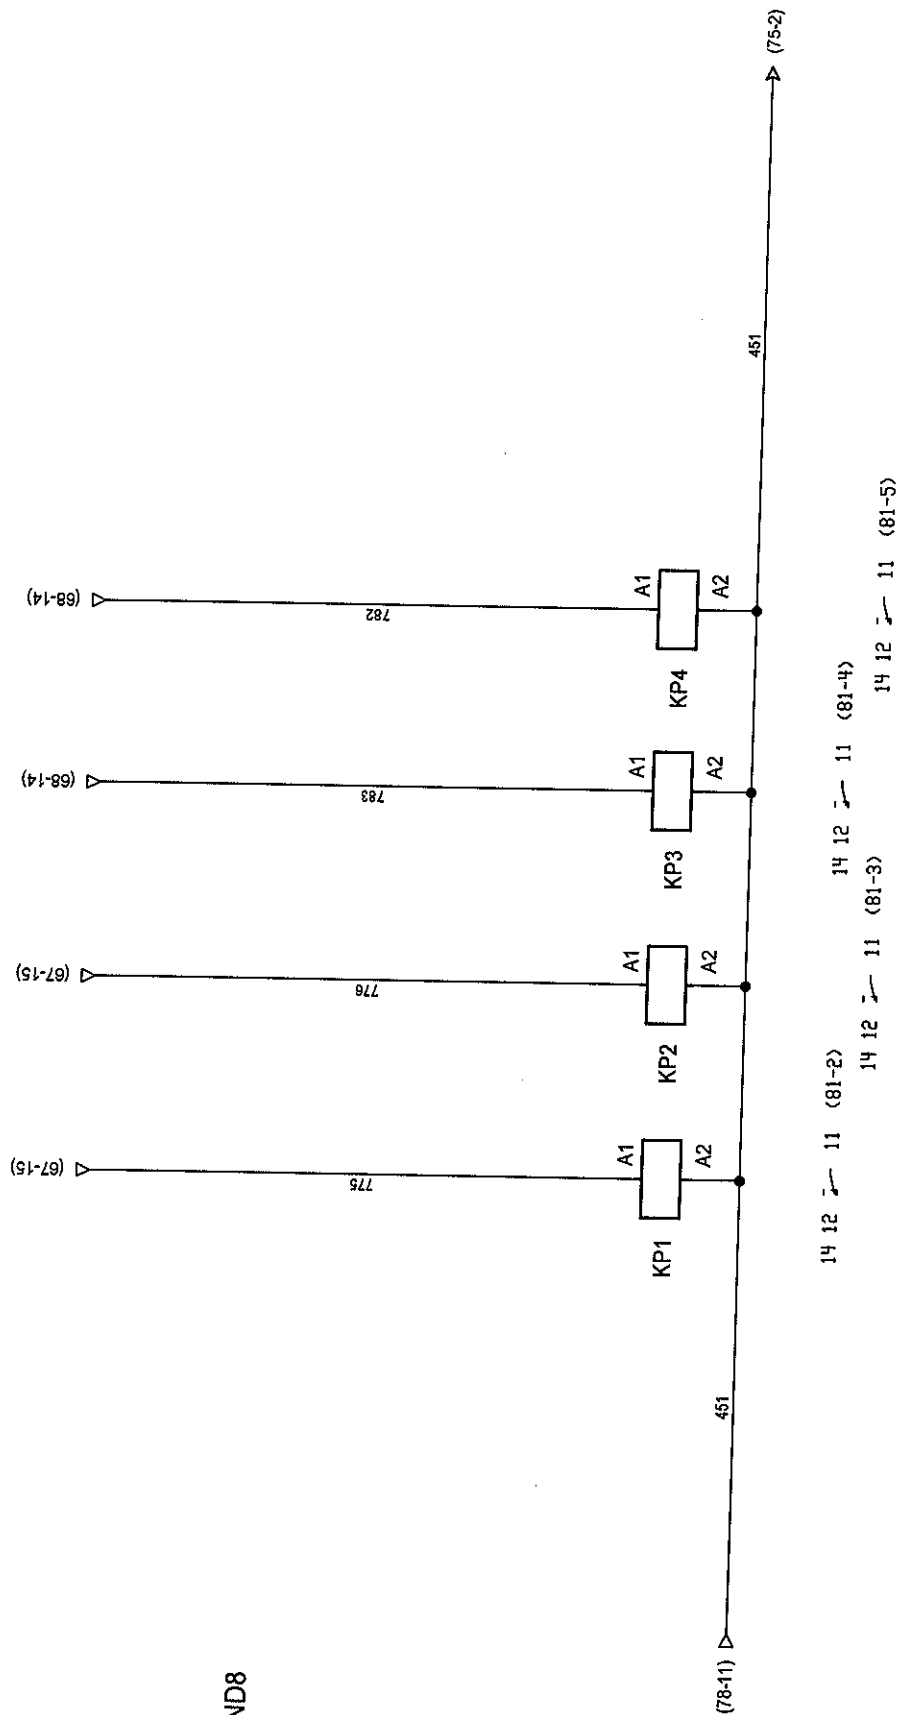 (67-15)
(67-15)
(68-14)
(68-14)
ND8
775
776
783
782
A1
KP1
A2
A1
KP2
A2
A1
KP3
A2
A1
KP4
A2
(78-11)
451
451
(75-2)
14 12 11 (81-2)
14 12 11 (81-3)
14 12 11 (81-4)
14 12 11 (81-5)